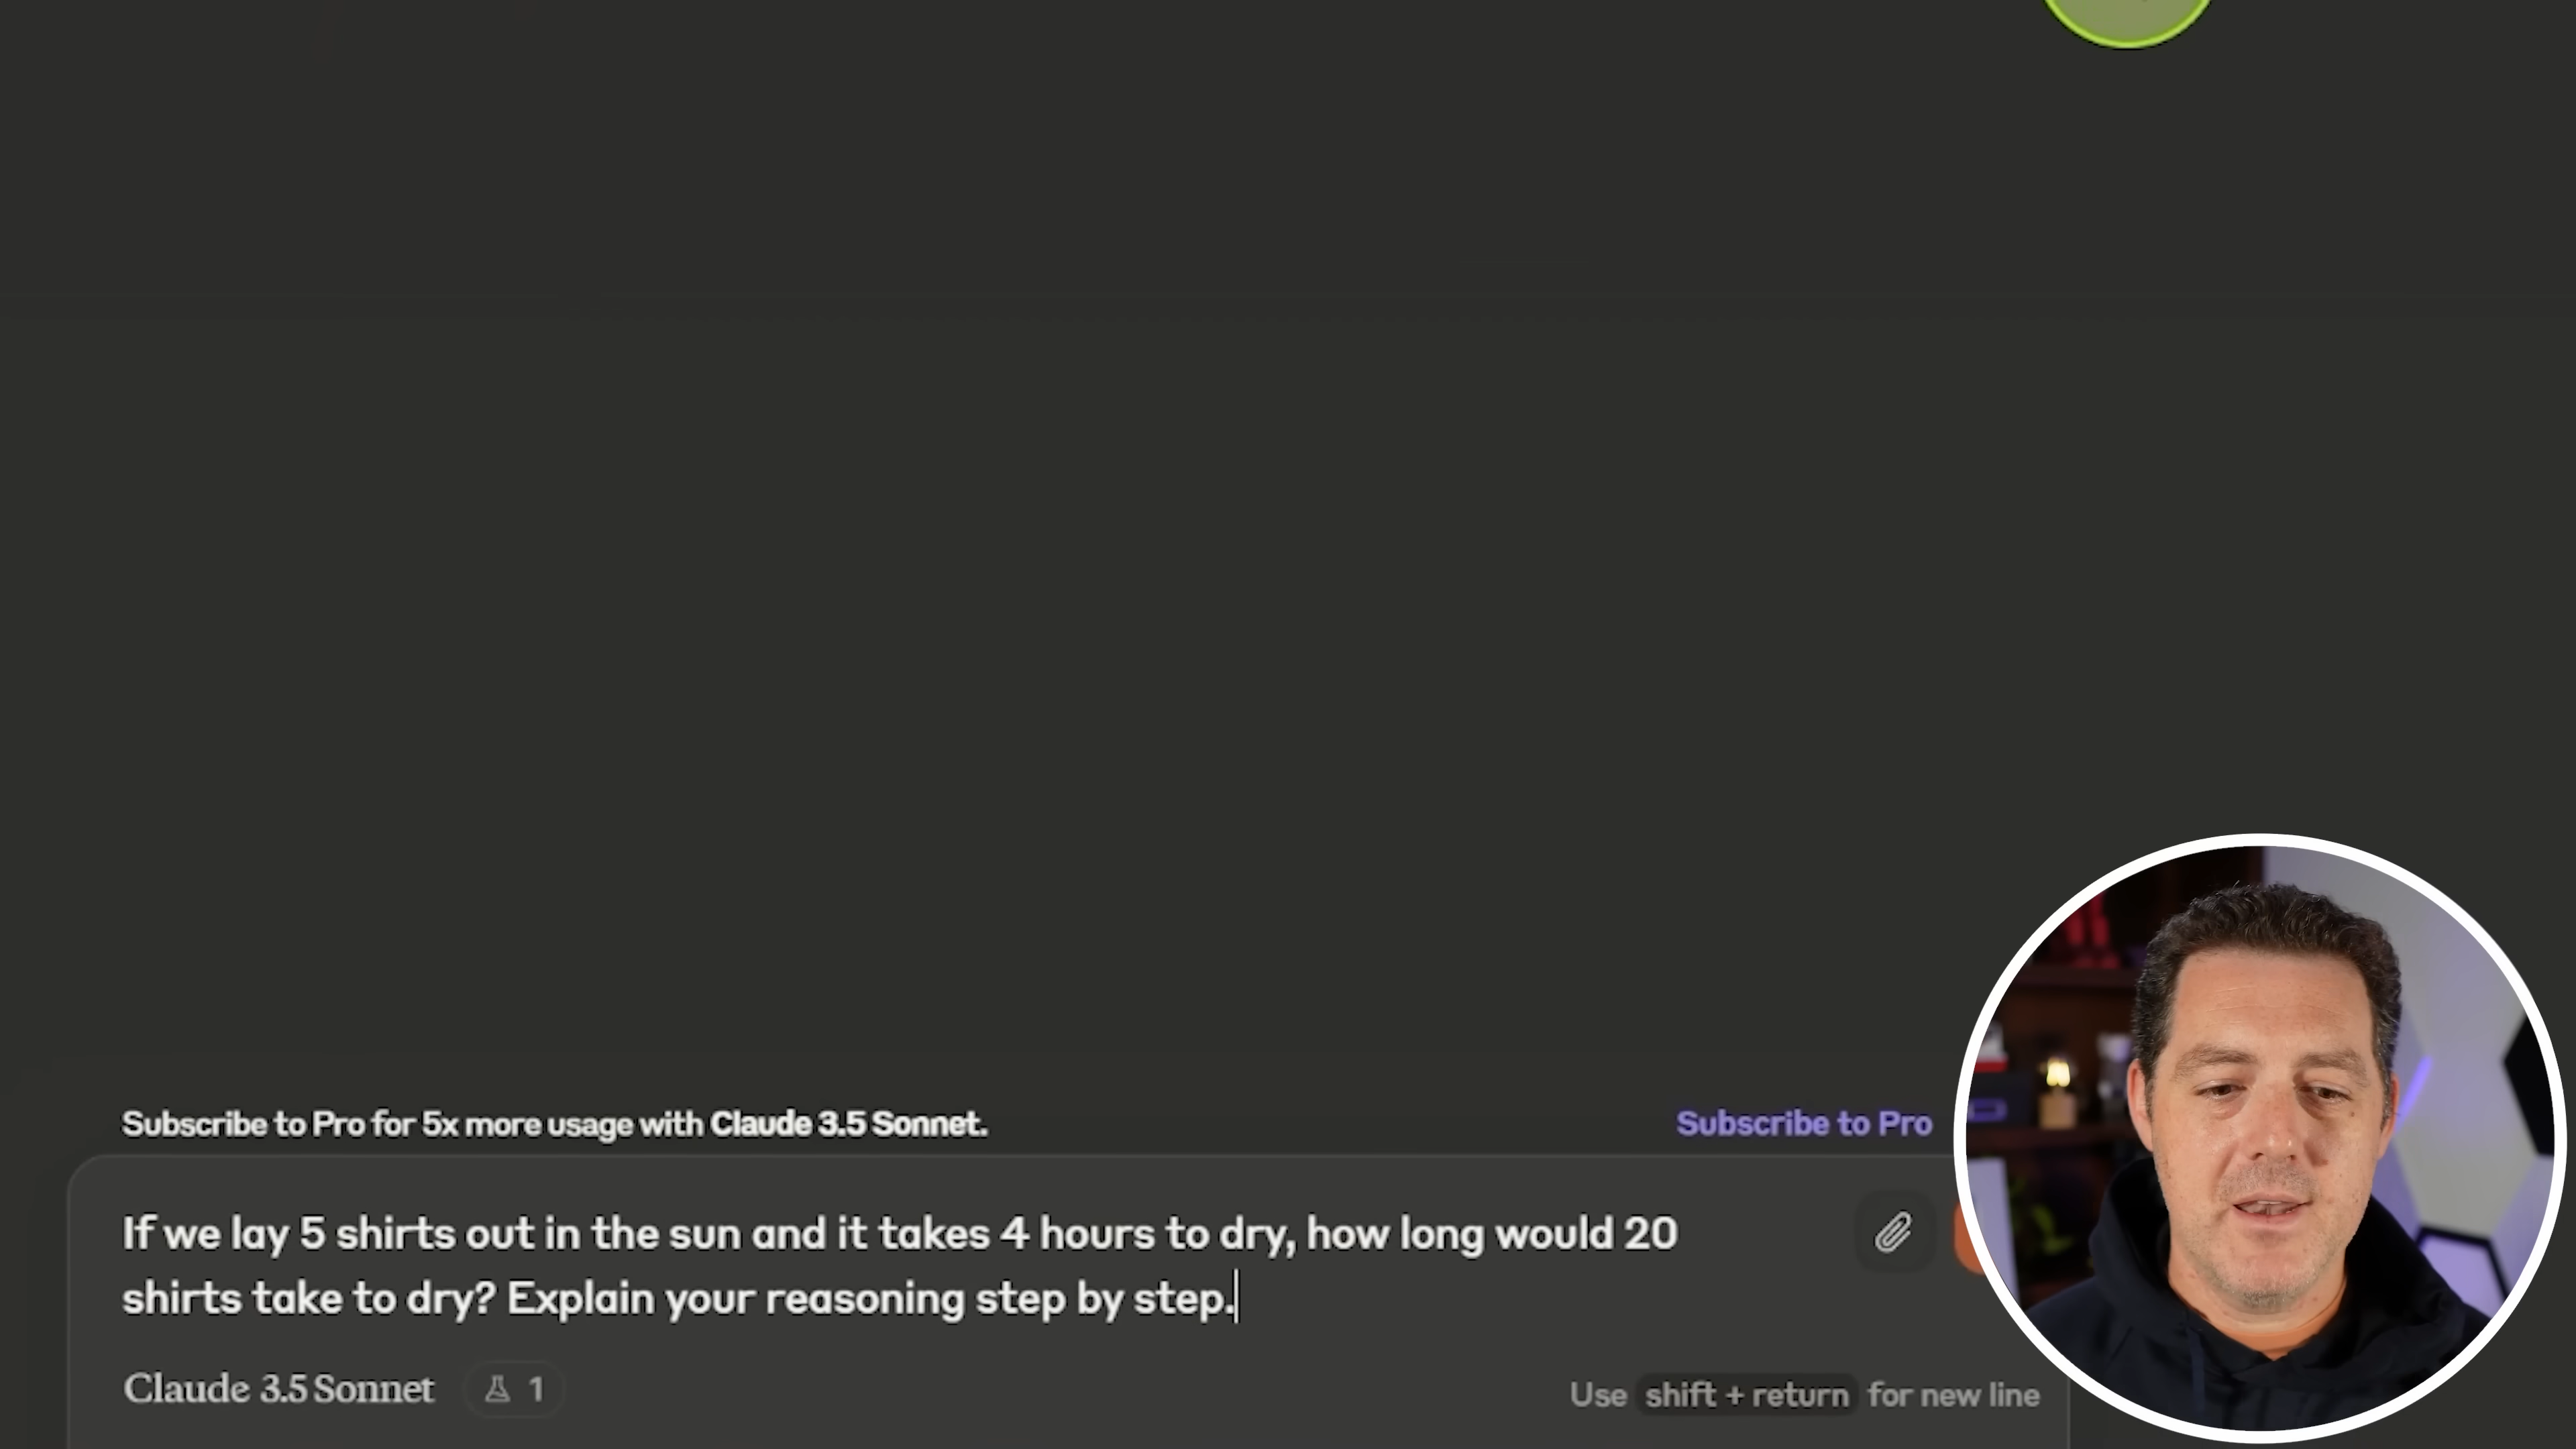 Subscribe to Pro for 5x more usage with Claude 3.5 Sonnet.
Subscribe to Pro
If we lay 5 shirts out in the sun and it takes 4 hours to dry, how long would 20
shirts take to dry? Explain your reasoning step by step.
Claude 3.5 Sonnet
1
Use shift + return for new line